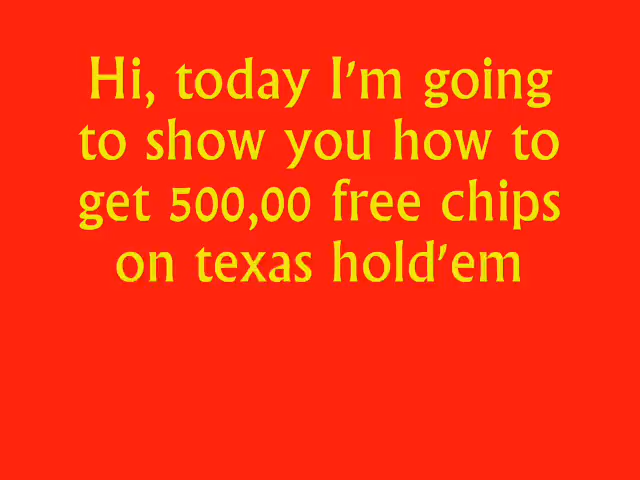 Hi, today I'm going
to show you how to
get 500,00 free chips
on texas hold'em